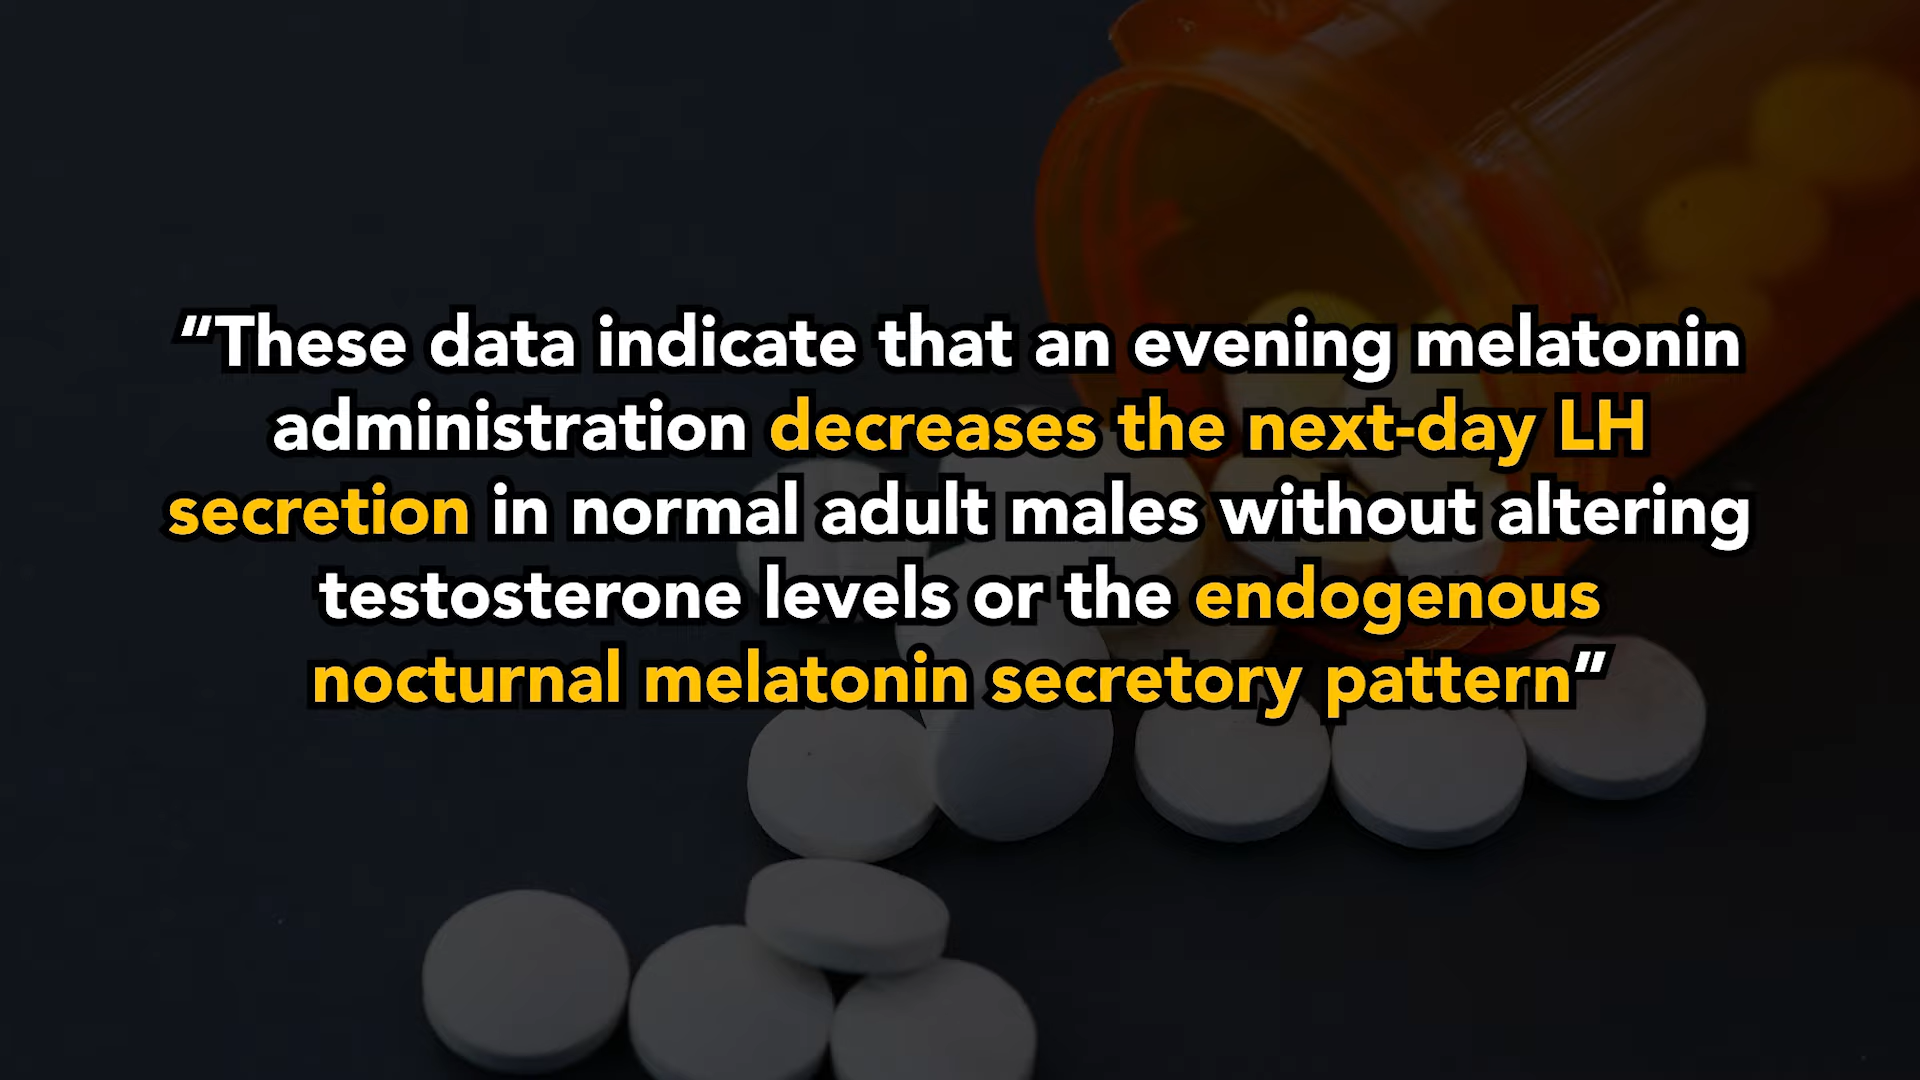 “These data indicate that an evening melatonin
administration decreases the next-day LH
secretion in normal adult males without altering
testosterone levels or the endogenous
nocturnal melatonin secretory pattern”